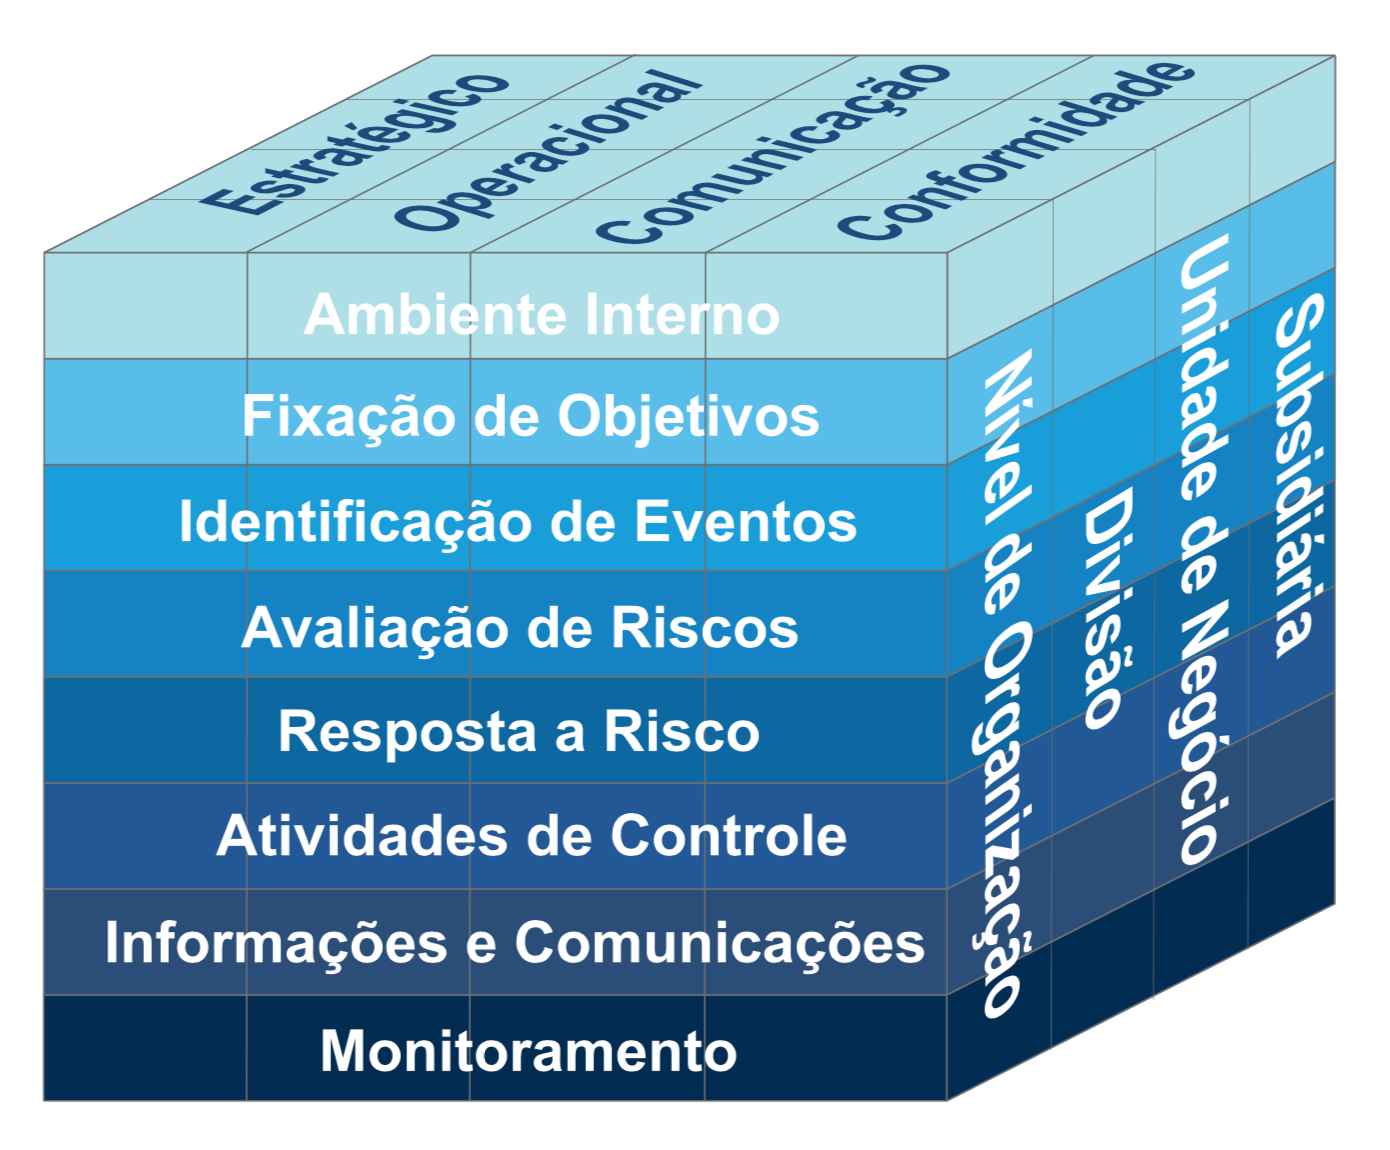 Estratégico
Operacional
Comunicação
Conformidade
Ambiente Interno
Fixação de Objetivos
Identificação de Eventos
Avaliação de Riscos
Resposta a Risco
Atividades de Controle
Informações e Comunicações
Monitoramento
Nível de Organização
Divisão
Unidade de Negócio
Subsidiária